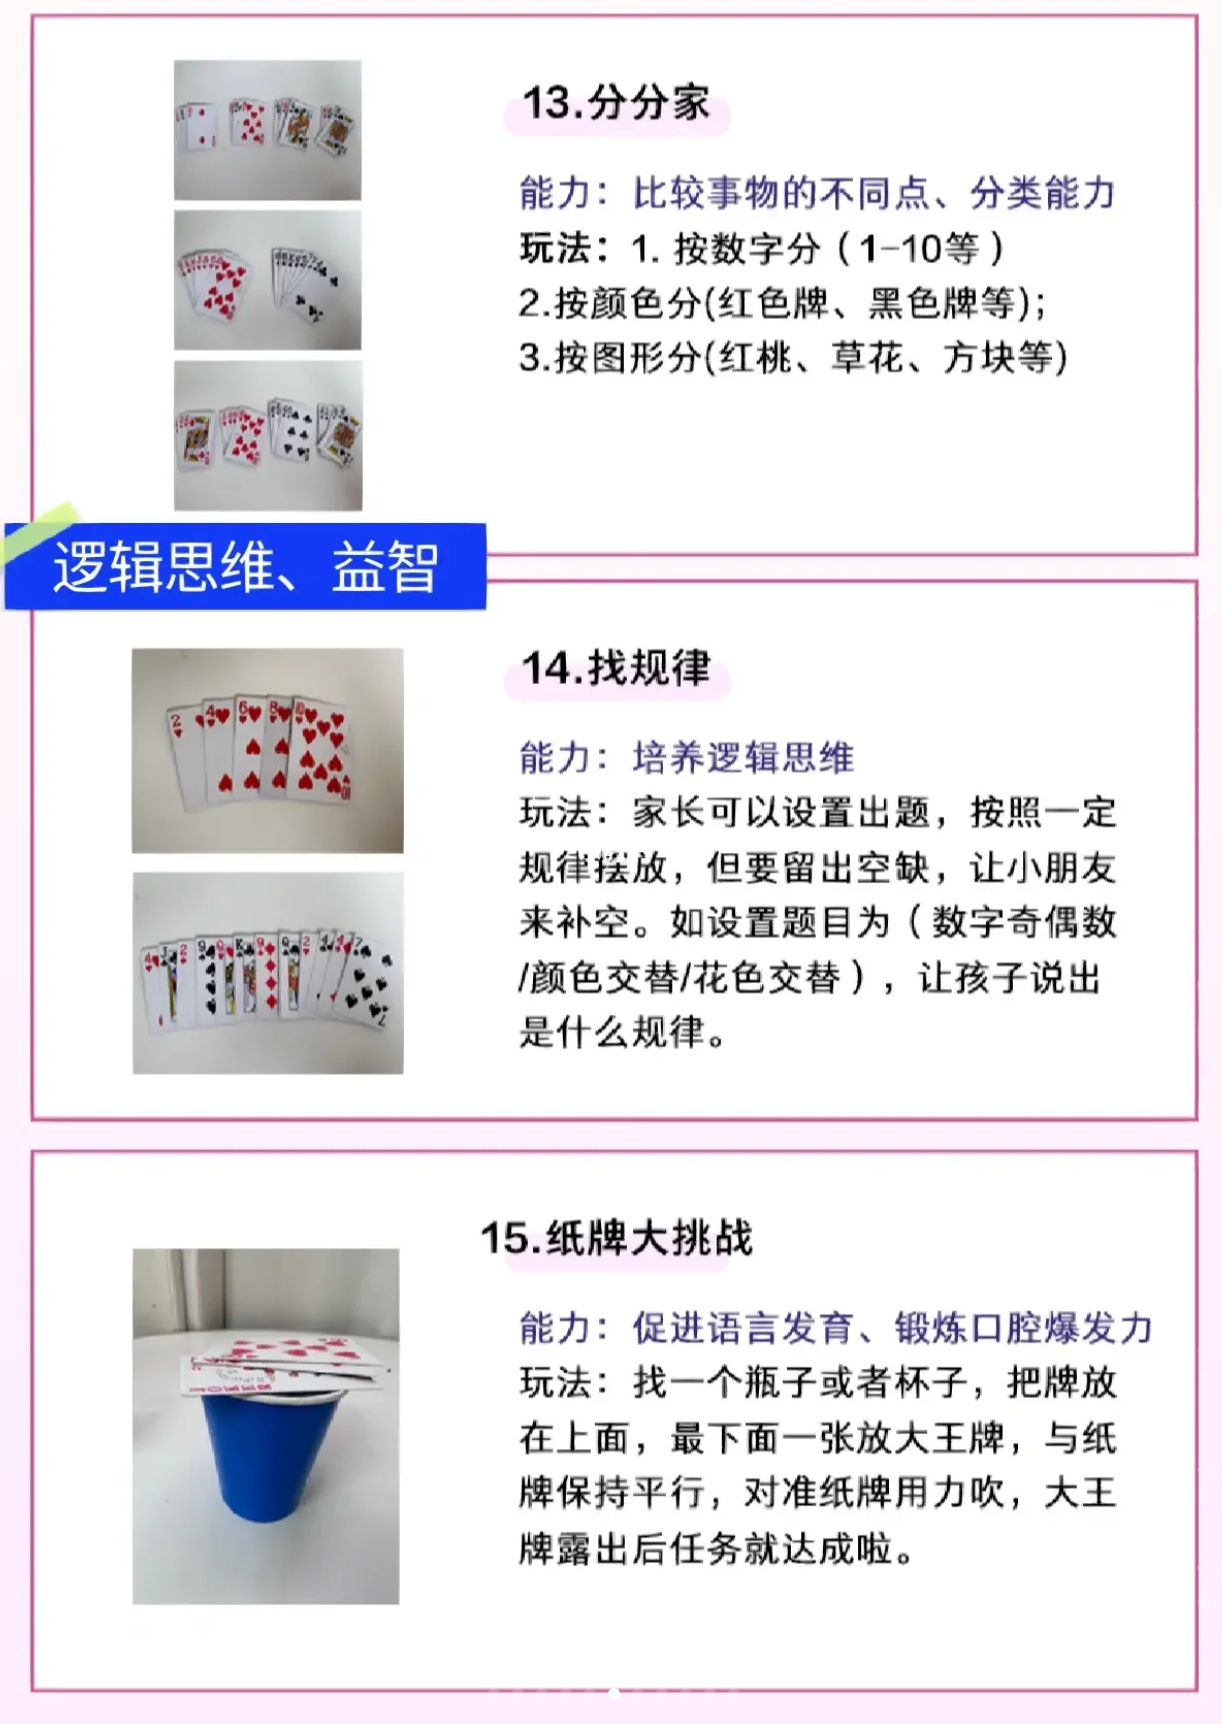 13.分分家
能力：比较事物的不同点、分类能力
玩法：1. 按数字分（1-10等）
2.按颜色分(红色牌、黑色牌等)；
3.按图形分(红桃、草花、方块等)
逻辑思维、益智
14.找规律
能力：培养逻辑思维
玩法：家长可以设置出题，按照一定
规律摆放，但要留出空缺，让小朋友
来补空。如设置题目为（数字奇偶数
/颜色交替/花色交替），让孩子说出
是什么规律。
2 4 6 8 10
15.纸牌大挑战
能力：促进语言发育、锻炼口腔爆发力
玩法：找一个瓶子或者杯子，把牌放
在上面，最下面一张放大王牌，与纸
牌保持平行，对准纸牌用力吹，大王
牌露出后任务就达成啦。